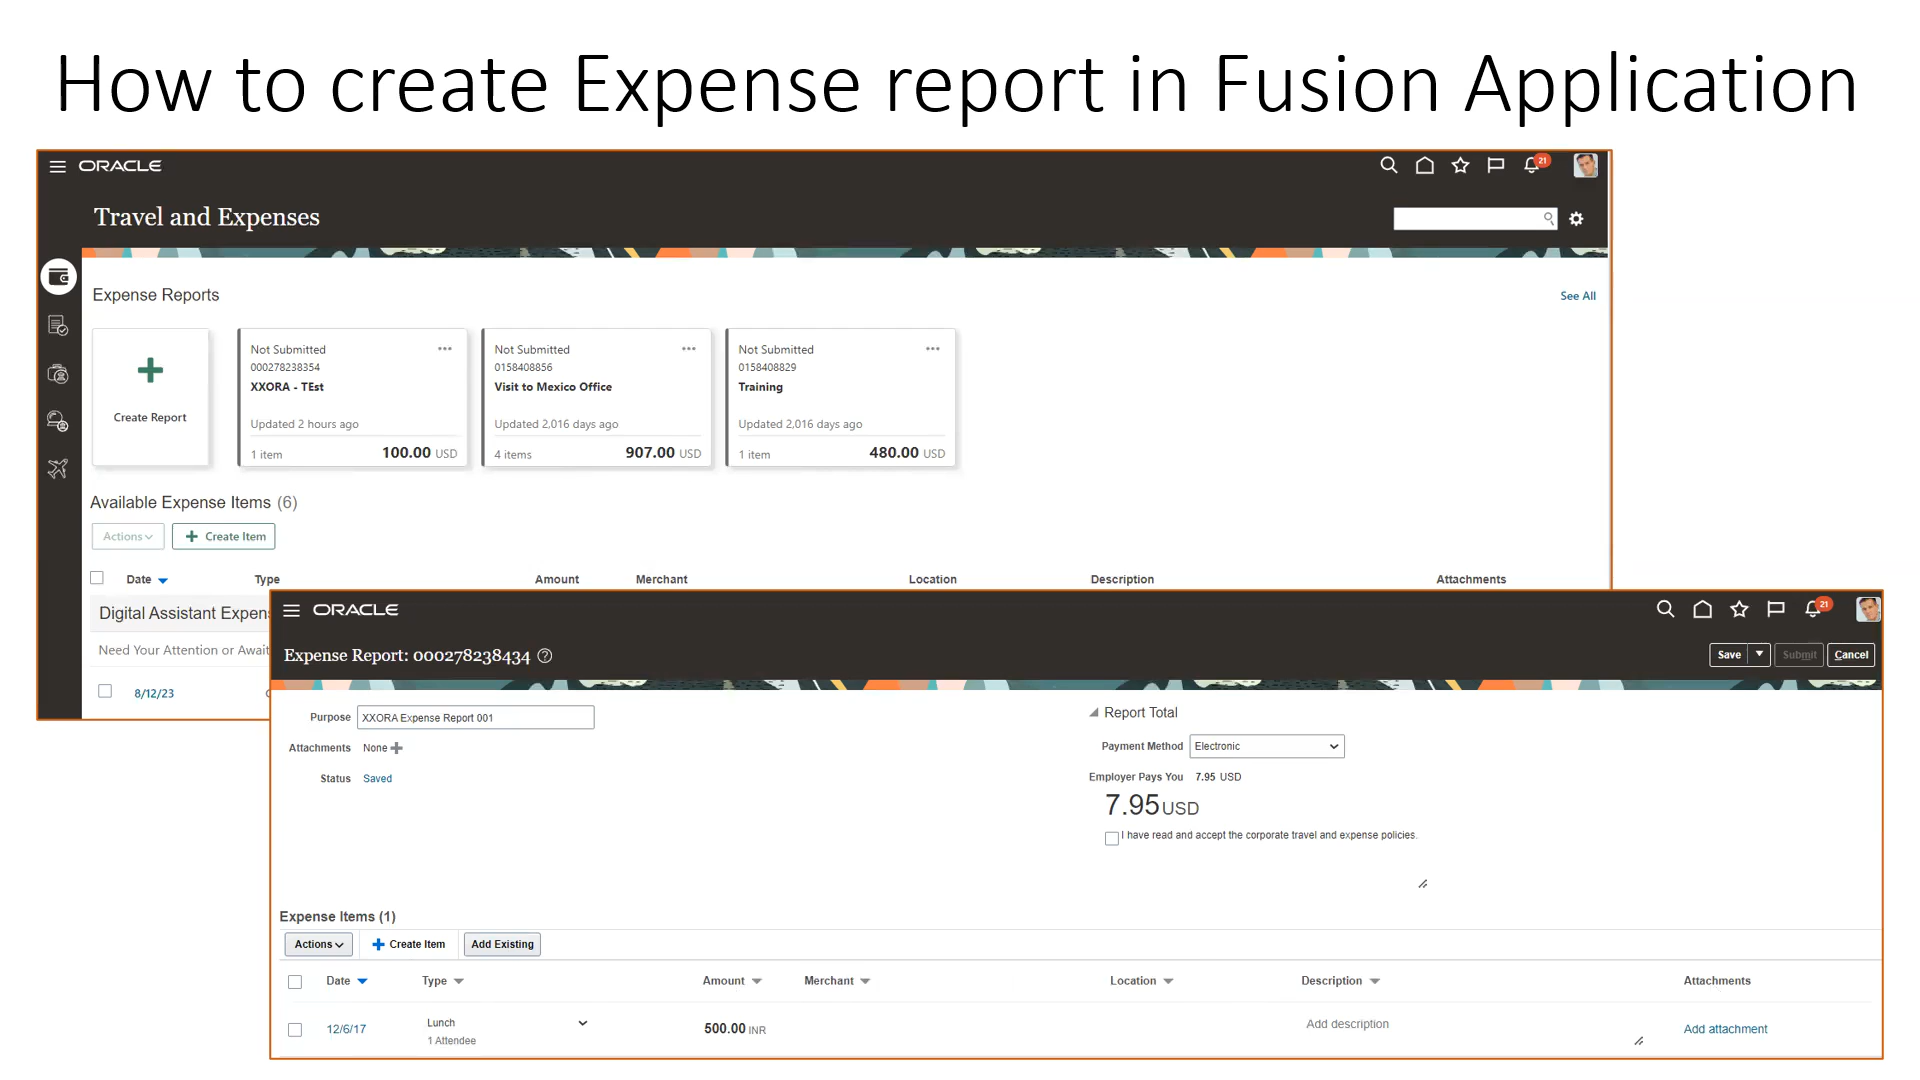 How to create Expense report in Fusion Application
ORACLE
21
Travel and Expenses
Expense Reports
See All
Create Report
Not Submitted
000278238354
XXORA - TEst
Updated 2 hours ago
1 item 100.00 USD
Not Submitted
0158408856
Visit to Mexico Office
Updated 2,016 days ago
4 items 907.00 USD
Not Submitted
0158408829
Training
Updated 2,016 days ago
1 item 480.00 USD
Available Expense Items (6)
Actions
Create Item
Date Type Amount Merchant Location Description Attachments
Digital Assistant Expen
Need Your Attention or Await
8/12/23
ORACLE
21
Expense Report: 000278238434
Save Submit Cancel
Purpose XXORA Expense Report 001
Attachments None
Status Saved
Report Total
Payment Method Electronic
Employer Pays You 7.95 USD
7.95 USD
I have read and accept the corporate travel and expense policies.
Expense Items (1)
Actions Create Item Add Existing
Date Type Amount Merchant Location Description Attachments
12/6/17 Lunch 500.00 INR Add description Add attachment
1 Attendee